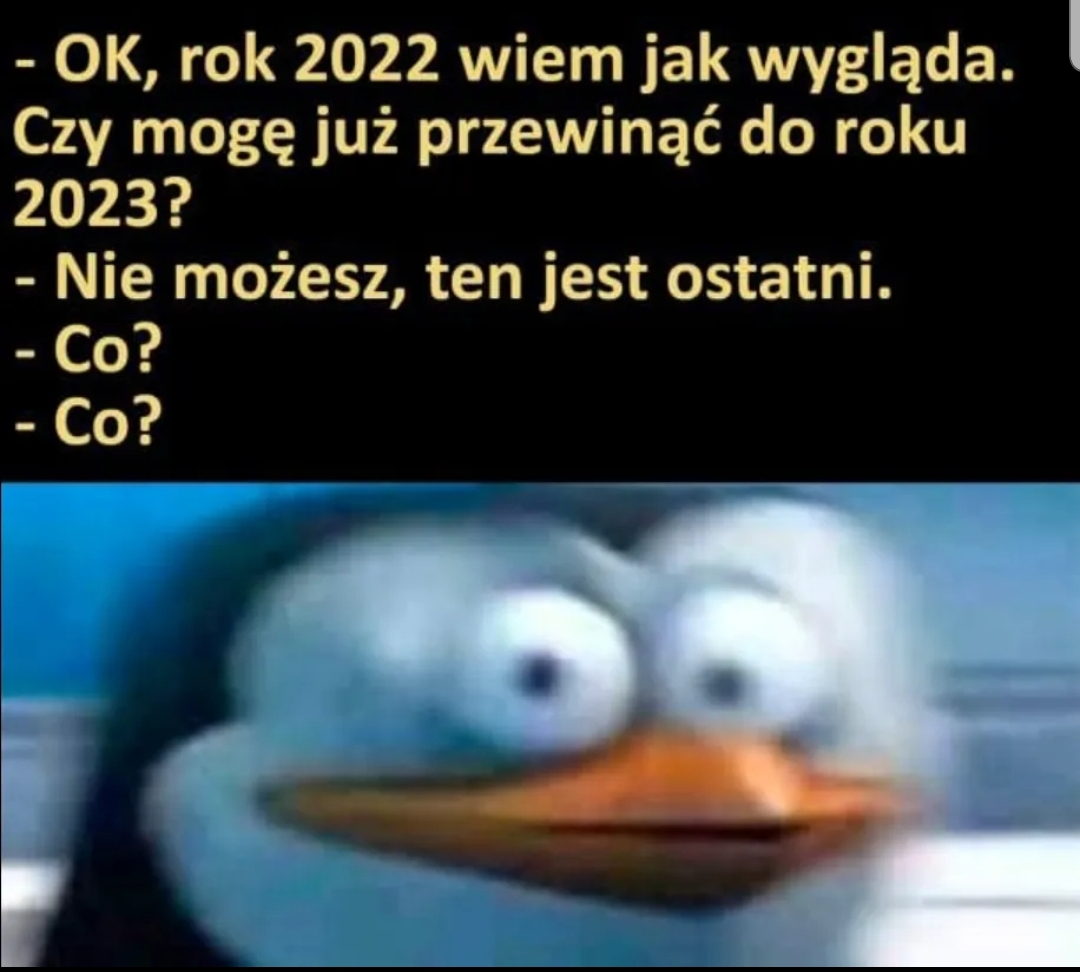 - OK, rok 2022 wiem jak wygląda.
Czy mogę już przewinąć do roku
2023?
- Nie możesz, ten jest ostatni.
- Co?
- Co?